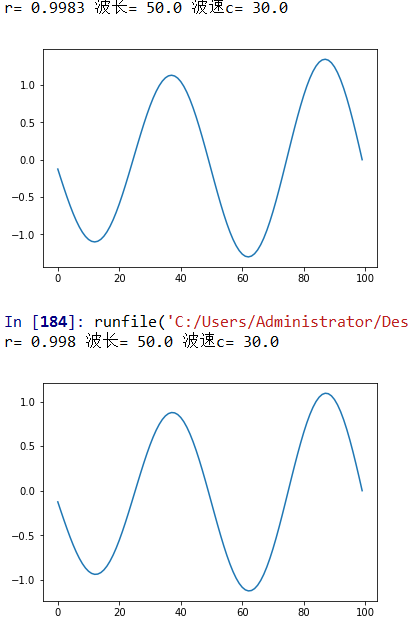 r= 0.9983 波长= 50.0 波速c= 30.0
1.0
0.5
0.0
−0.5
−1.0
0 20 40 60 80 100
In [184]: runfile('C:/Users/Administrator/Des
r= 0.998 波长= 50.0 波速c= 30.0
1.0
0.5
0.0
−0.5
−1.0
0 20 40 60 80 100